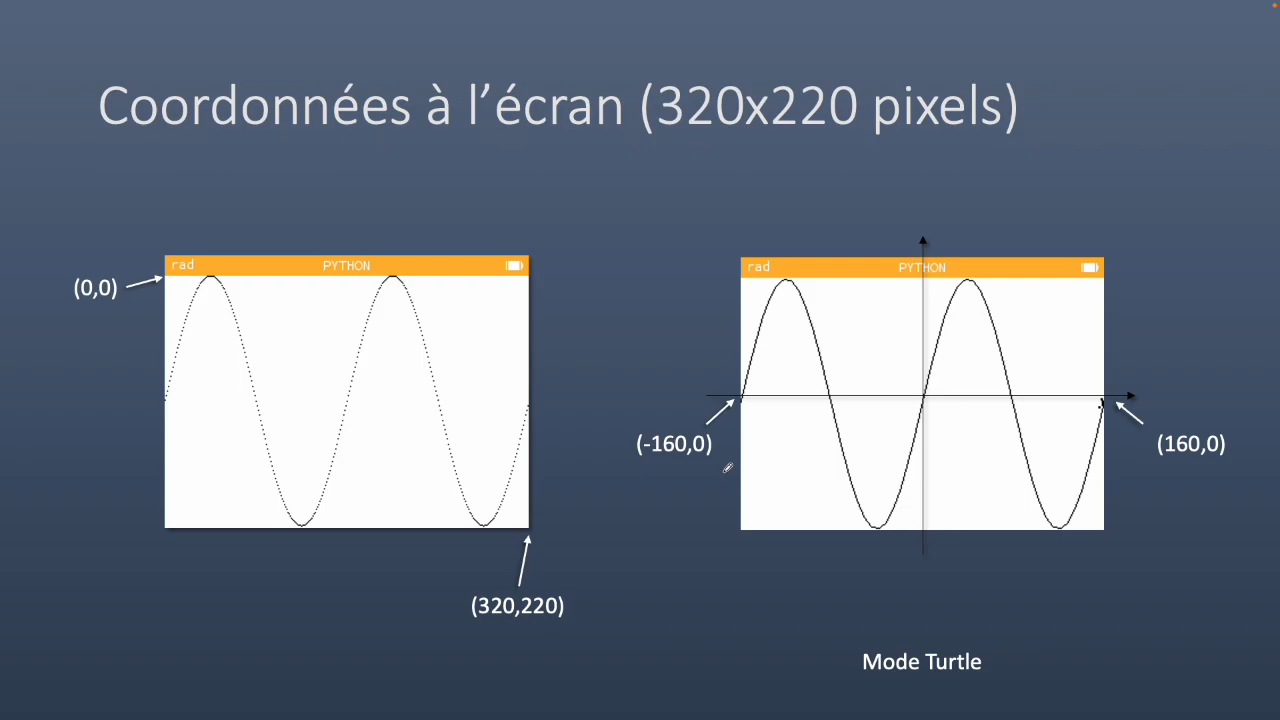 Coordonnées à l’écran (320x220 pixels)
rad PYTHON
(0,0)
(320,220)
rad PYTHON
(-160,0)
(160,0)
Mode Turtle